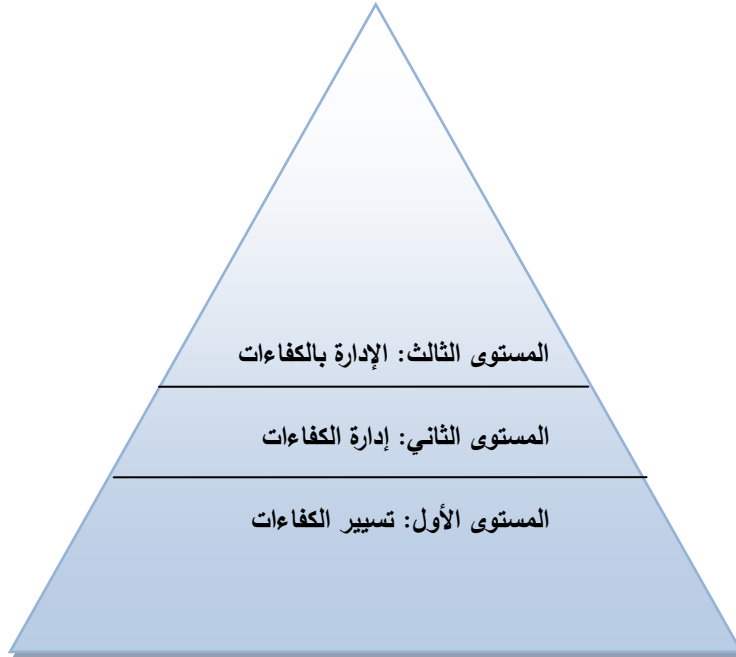 المستوى الثالث: الإدارة بالكفاءات
المستوى الثاني: إدارة الكفاءات
المستوى الأول: تسيير الكفاءات